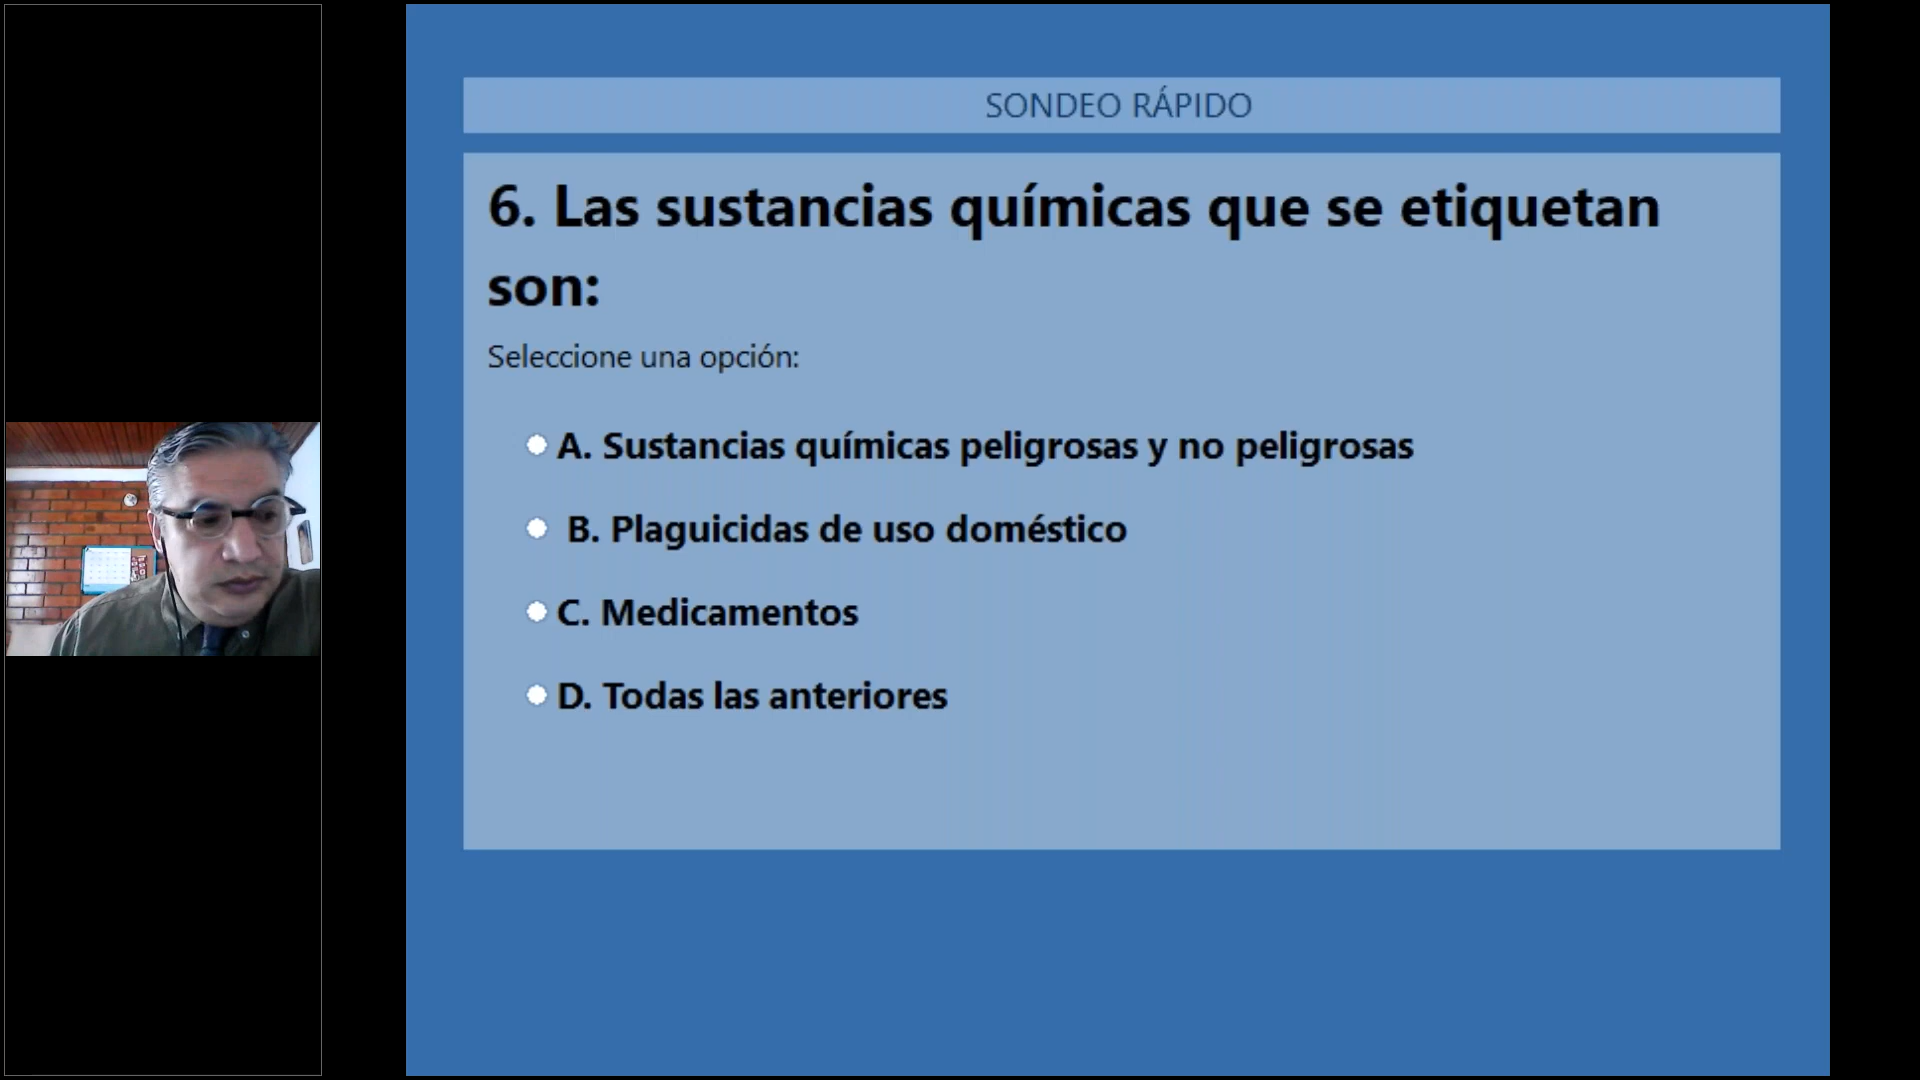 SONDEO RÁPIDO
6. Las sustancias químicas que se etiquetan
son:
Seleccione una opción:
A. Sustancias químicas peligrosas y no peligrosas
B. Plaguicidas de uso doméstico
C. Medicamentos
D. Todas las anteriores